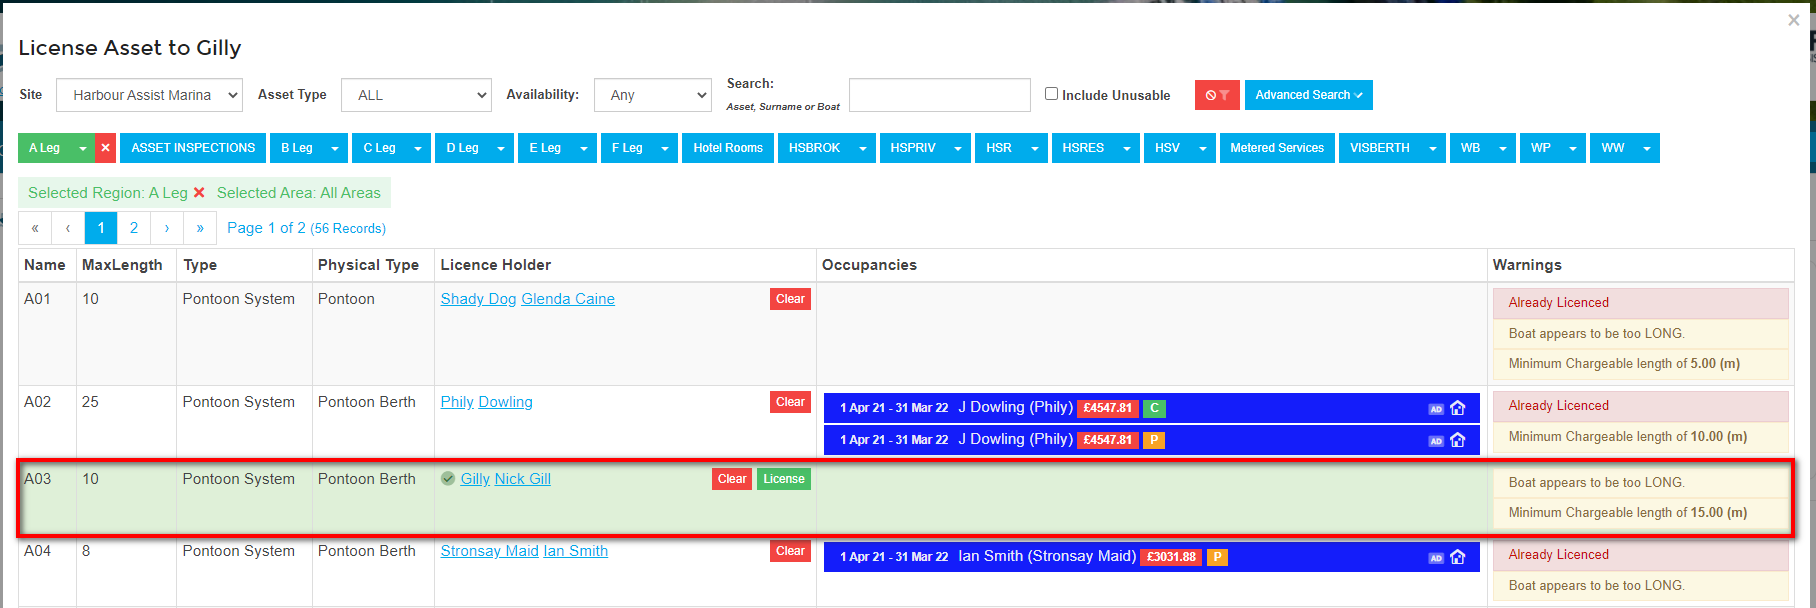 ×
License Asset to Gilly
Site Harbour Assist Marina Asset Type ALL Availability: Any Search: Asset, Surname or Boat Include Unusable Advanced Search
A Leg × ASSET INSPECTIONS B Leg C Leg D Leg E Leg F Leg Hotel Rooms HSBROK HSPRIV HSR HSRES HSV Metered Services VISBERTH WB WP WW
Selected Region: A Leg × Selected Area: All Areas
« ‹ 1 2 › » Page 1 of 2 (56 Records)
Name MaxLength Type Physical Type Licence Holder Occupancies Warnings
A01 10 Pontoon System Pontoon Shady Dog Glenda Caine Clear Already Licenced
Boat appears to be too LONG.
Minimum Chargeable length of 5.00 (m)
A02 25 Pontoon System Pontoon Berth Phily Dowling Clear 1 Apr 21 - 31 Mar 22 J Dowling (Phily) £4547.81 C AD Already Licenced
1 Apr 21 - 31 Mar 22 J Dowling (Phily) £4547.81 P AD Minimum Chargeable length of 10.00 (m)
A03 10 Pontoon System Pontoon Berth Gilly Nick Gill Clear License Boat appears to be too LONG.
Minimum Chargeable length of 15.00 (m)
A04 8 Pontoon System Pontoon Berth Stronsay Maid Ian Smith Clear 1 Apr 21 - 31 Mar 22 Ian Smith (Stronsay Maid) £3031.88 P AD Already Licenced
Boat appears to be too LONG.